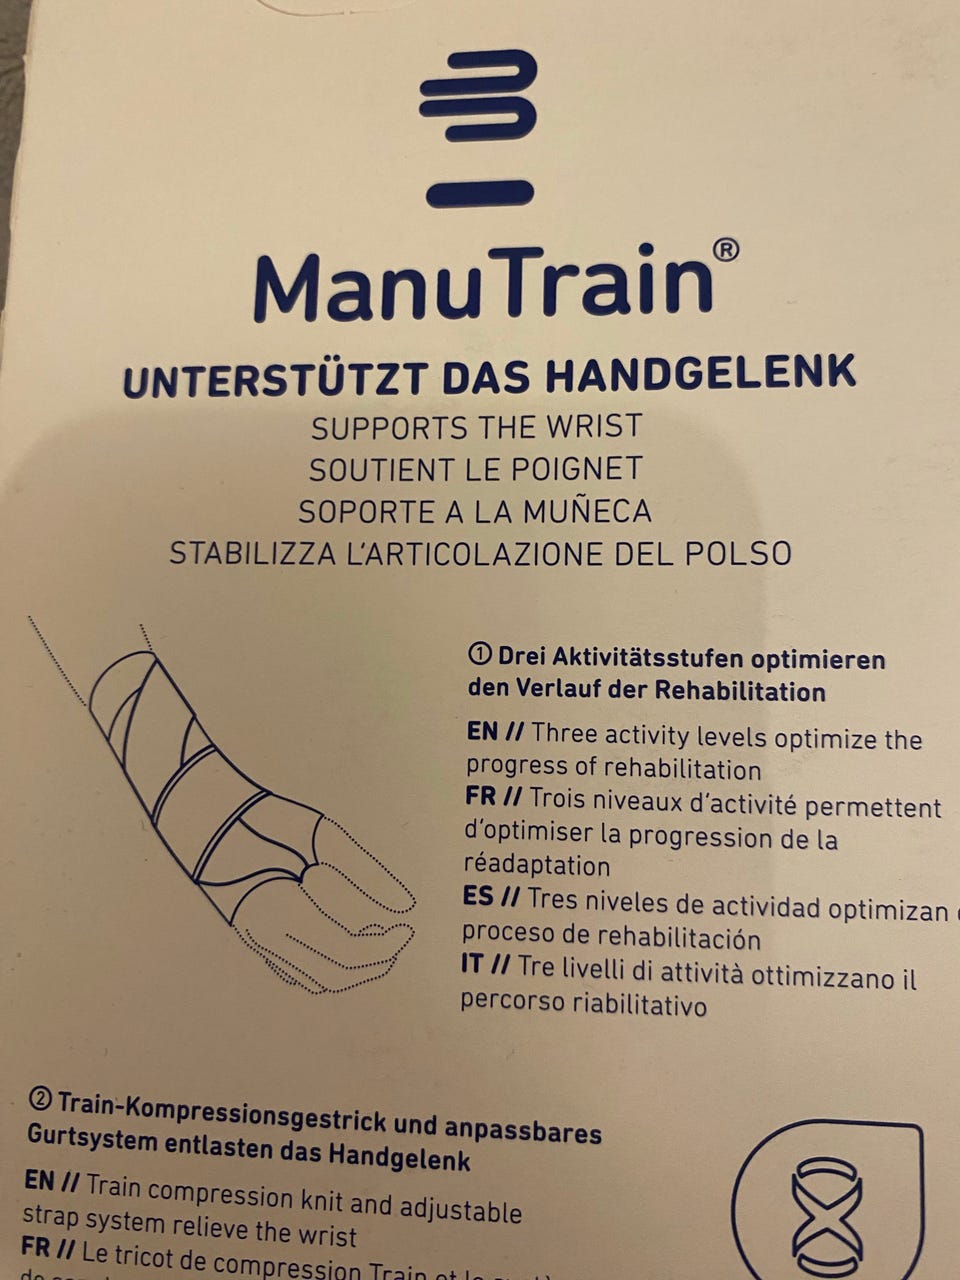 ManuTrain®
UNTERSTÜTZT DAS HANDGELENK
SUPPORTS THE WRIST
SOUTIENT LE POIGNET
SOPORTE A LA MUÑECA
STABILIZZA L'ARTICOLAZIONE DEL POLSO
① Drei Aktivitätsstufen optimieren
den Verlauf der Rehabilitation
EN // Three activity levels optimize the
progress of rehabilitation
FR // Trois niveaux d'activité permettent
d'optimiser la progression de la
réadaptation
ES // Tres niveles de actividad optimizan
proceso de rehabilitación
IT // Tre livelli di attività ottimizzano il
percorso riabilitativo
② Train-Kompressionsgestrick und anpassbares
Gurtsystem entlasten das Handgelenk
EN // Train compression knit and adjustable
strap system relieve the wrist
FR // Le tricot de compression Train et le